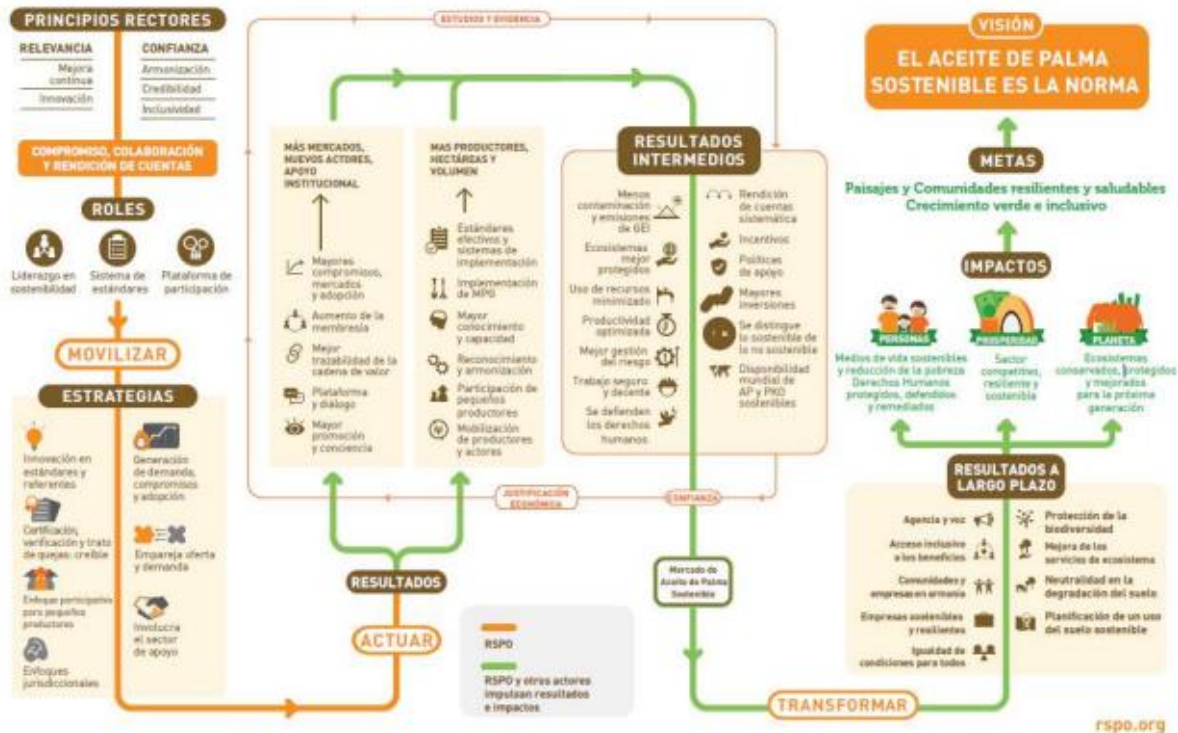 PRINCIPIOS RECTORES
RELEVANCIA
Mejora
continua
Innovación
CONFIANZA
Armonización
Credibilidad
Inclusividad
COMPROMISO, COLABORACIÓN
Y RENDICIÓN DE CUENTAS
ROLES
Liderazgo en
sostenibilidad
Sistema de
estándares
Plataforma de
participación
MOVILIZAR
ESTRATEGIAS
Innovación en
estándares y
referentes
Certificación,
verificación y trato
de quejas: creíble
Enfoque participativo
para pequeños
productores
Enfoques
jurisdiccionales
Generación
de demanda,
compromisos
y adopción
Empareja oferta
y demanda
Involucra
el sector
de apoyo
ESTUDIOS Y EVIDENCIA
MÁS MERCADOS,
NUEVOS ACTORES,
APOYO
INSTITUCIONAL
Mayores
compromisos,
mercados
y adopción
Aumento de la
membresía
Mejor
trazabilidad de la
cadena de valor
Plataforma
y dialogo
Mayor
promoción
y conciencia
MAS PRODUCTORES,
HECTÁREAS Y
VOLUMEN
Estándares
efectivos y
sistemas de
implementación
Implementación
de MPG
Mayor
conocimiento
y capacidad
Reconocimiento
y armonización
Participación de
pequeños
productores
Mobilización
de productores
y actores
JUSTIFICACIÓN
ECONÓMICA
RESULTADOS
ACTUAR
RSPO
RSPO y otros actores
impulsan resultados
e impactos
RESULTADOS
INTERMEDIOS
Menos
contaminación
y emisiones
de GEI
Ecosistemas
mejor
protegidos
Uso de recursos
minimizado
Productividad
optimizada
Mejor gestión
del riesgo
Trabajo seguro
y decente
Se defienden
los derechos
humanos
Rendición
de cuentas
sistemática
Incentivos
Políticas
de apoyo
Mayores
inversiones
Se distingue
lo sostenible de
lo no sostenible
Disponibilidad
mundial de
AP y PKO
sostenibles
CONFIANZA
Mercado de
Aceite de Palma
Sostenible
TRANSFORMAR
VISIÓN
EL ACEITE DE PALMA
SOSTENIBLE ES LA NORMA
METAS
Paisajes y Comunidades resilientes y saludables
Crecimiento verde e inclusivo
IMPACTOS
PERSONAS
Medios de vida sostenibles
y reducción de la pobreza
Derechos Humanos
protegidos, defendidos
y remediados
PROSPERIDAD
Sector
competitivo,
resiliente y
sostenible
PLANETA
Ecosistemas
conservados, protegidos
y mejorados
para la próxima
generación
RESULTADOS A
LARGO PLAZO
Agencia y voz
Acceso inclusivo
a los beneficios
Comunidades y
empresas en armonía
Empresas sostenibles
y resilientes
Igualdad de
condiciones para todos
Protección de la
biodiversidad
Mejora de los
servicios de ecosistema
Neutralidad en la
degradación del suelo
Planificación de un uso
del suelo sostenible
rspo.org